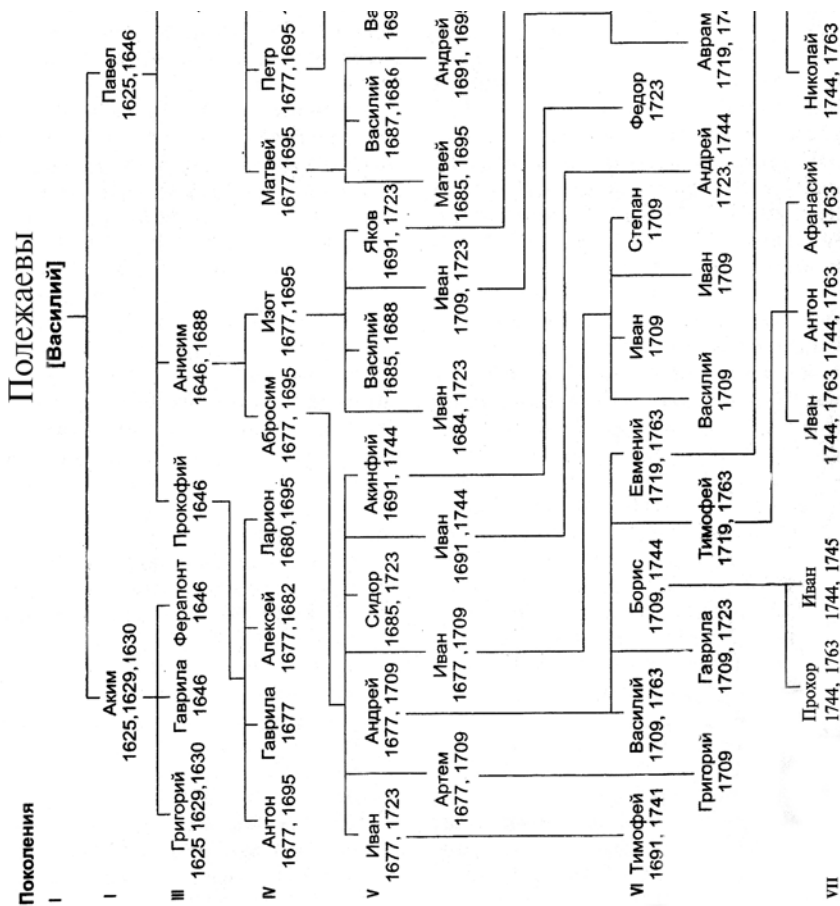 Полежаевы
Поколения
I
[Василий]
I
Аким
1625,1629,1630
Павел
1625,1646
III
Григорий
1625 1629,1630
Гаврила
1646
Ферапонт
1646
Прокофий
1646
Анисим
1646, 1688
IV
Антон
1677, 1695
Гаврила
1677
Алексей
1677,1682
Ларион
1680,1695
Абросим
1677, 1695
Изот
1677,1695
Матвей
1677,1695
Петр
1677,1695
V
Иван
1677, 1723
Андрей
1677, 1709
Сидор
1685, 1723
Акинфий
1691, 1744
Василий
1685, 1688
Яков
1691, 1723
Василий
1687,1686
Ва
169
Артем
1677, 1709
Иван
1677 ,1709
Иван
1691 ,1744
Иван
1684, 1723
Иван
1709, 1723
Матвей
1685, 1695
Андрей
1691, 169
VI
Тимофей
1691, 1741
Василий
1709, 1763
Борис
1709, 1744
Евмений
1719, 1763
Иван
1709
Степан
1709
Федор
1723
Григорий
1709
Гаврила
1709, 1723
Тимофей
1719, 1763
Василий
1709
Иван
1709
Андрей
1723, 1744
Аврам
1719, 174
VII
Прохор
1744, 1763
Иван
1744, 1745
Иван
1744, 1763
Антон
1744, 1763
Афанасий
1763
Николай
1744, 1763